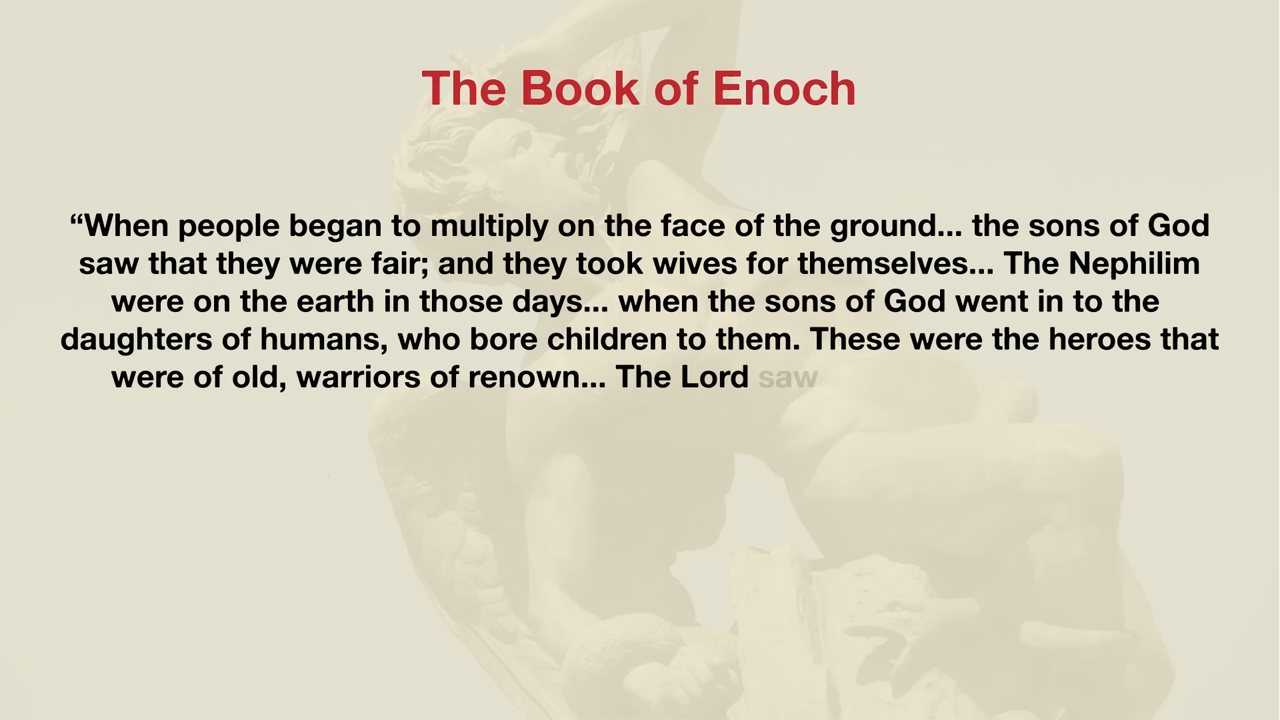 The Book of Enoch
“When people began to multiply on the face of the ground... the sons of God
saw that they were fair; and they took wives for themselves... The Nephilim
were on the earth in those days... when the sons of God went in to the
daughters of humans, who bore children to them. These were the heroes that
were of old, warriors of renown... The Lord saw